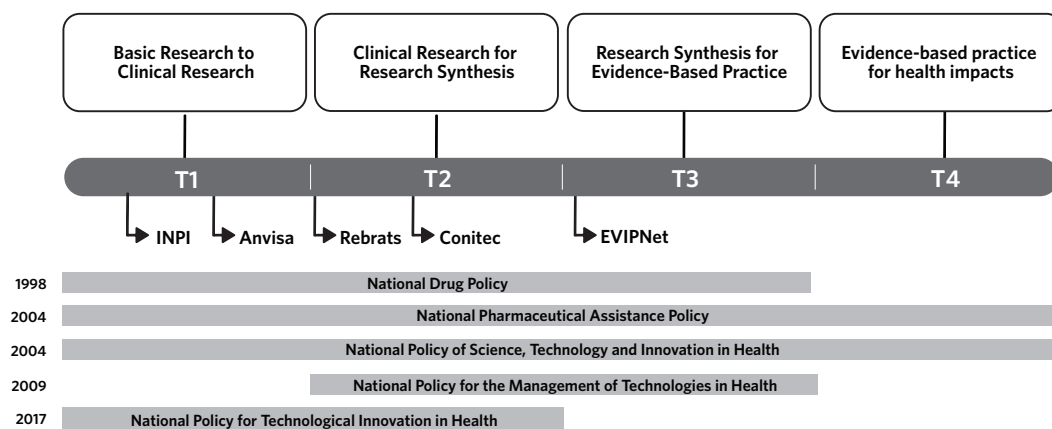 Basic Research to
Clinical Research
Clinical Research for
Research Synthesis
Research Synthesis for
Evidence-Based Practice
Evidence-based practice
for health impacts
T1
T2
T3
T4
INPI
Anvisa
Rebrats
Conitec
EVIPNet
1998
National Drug Policy
2004
National Pharmaceutical Assistance Policy
2004
National Policy of Science, Technology and Innovation in Health
2009
National Policy for the Management of Technologies in Health
2017
National Policy for Technological Innovation in Health